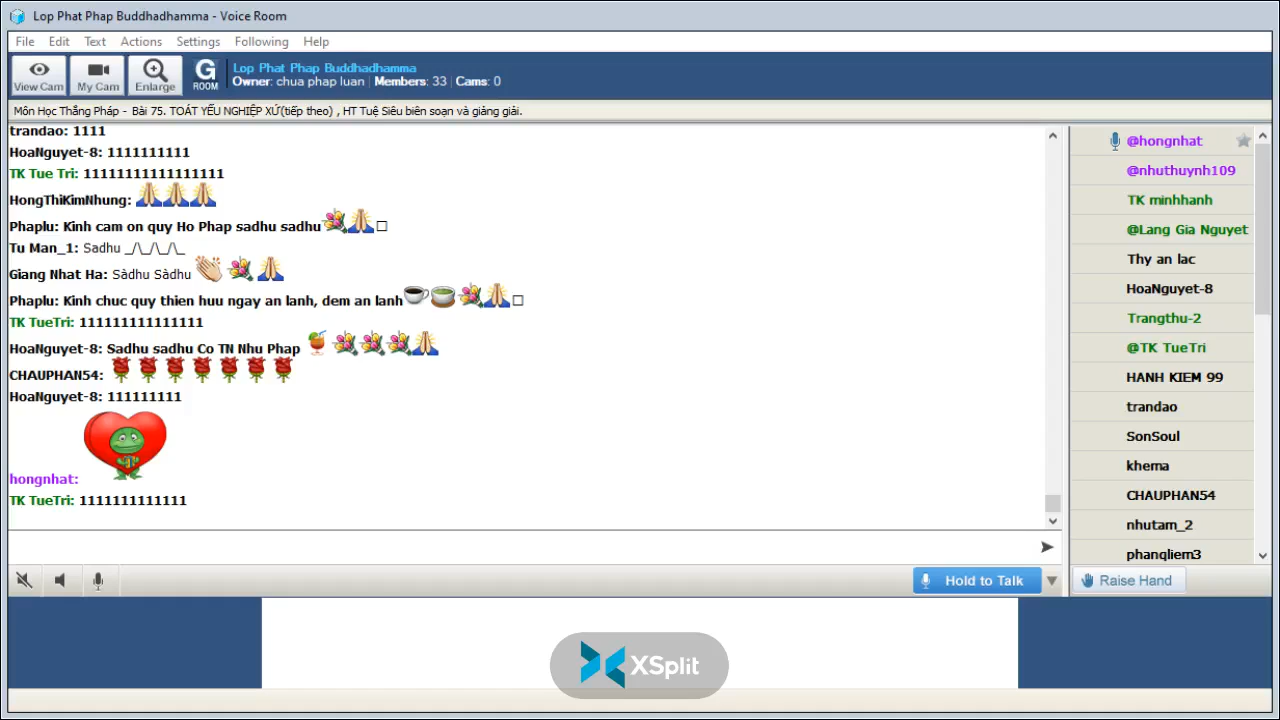 Lop Phat Phap Buddhadhamma - Voice Room
File Edit Text Actions Settings Following Help
View Cam My Cam Enlarge G ROOM
Lop Phat Phap Buddhadhamma
Owner: chua phap luan | Members: 33 | Cams: 0
Môn Học Thắng Pháp - Bài 75. TOÁT YẾU NGHIỆP XỨ(tiếp theo) , HT Tuệ Siêu biên soạn và giảng giải.
trandao: 1111
HoaNguyet-8: 1111111111
TK Tue Tri: 11111111111111111
HongThiKimNhung:
Phaplu: Kinh cam on quy Ho Phap sadhu sadhu
Tu Man_1: Sadhu _/\_/\_/\_
Giang Nhat Ha: Sàdhu Sàdhu
Phaplu: Kinh chuc quy thien huu ngay an lanh, dem an lanh
TK TueTri: 111111111111111
HoaNguyet-8: Sadhu sadhu Co TN Nhu Phap
CHAUPHAN54:
HoaNguyet-8: 111111111
hongnhat:
TK TueTri: 1111111111111
@hongnhat
@nhuthuynh109
TK minhhanh
@Lang Gia Nguyet
Thy an lac
HoaNguyet-8
Trangthu-2
@TK TueTri
HANH KIEM 99
trandao
SonSoul
khema
CHAUPHAN54
nhutam_2
phangliem3
Hold to Talk
Raise Hand
XSplit